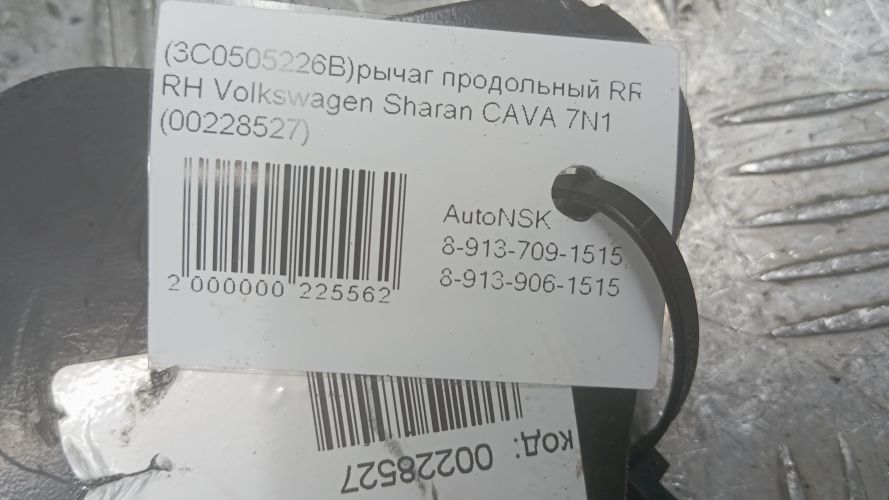 (3C0505226B)рычаг продольный RR
RH Volkswagen Sharan CAVA 7N1
(00228527)
2 000000 225562
AutoNSK
8-913-709-1515
8-913-906-1515
код: 00228527